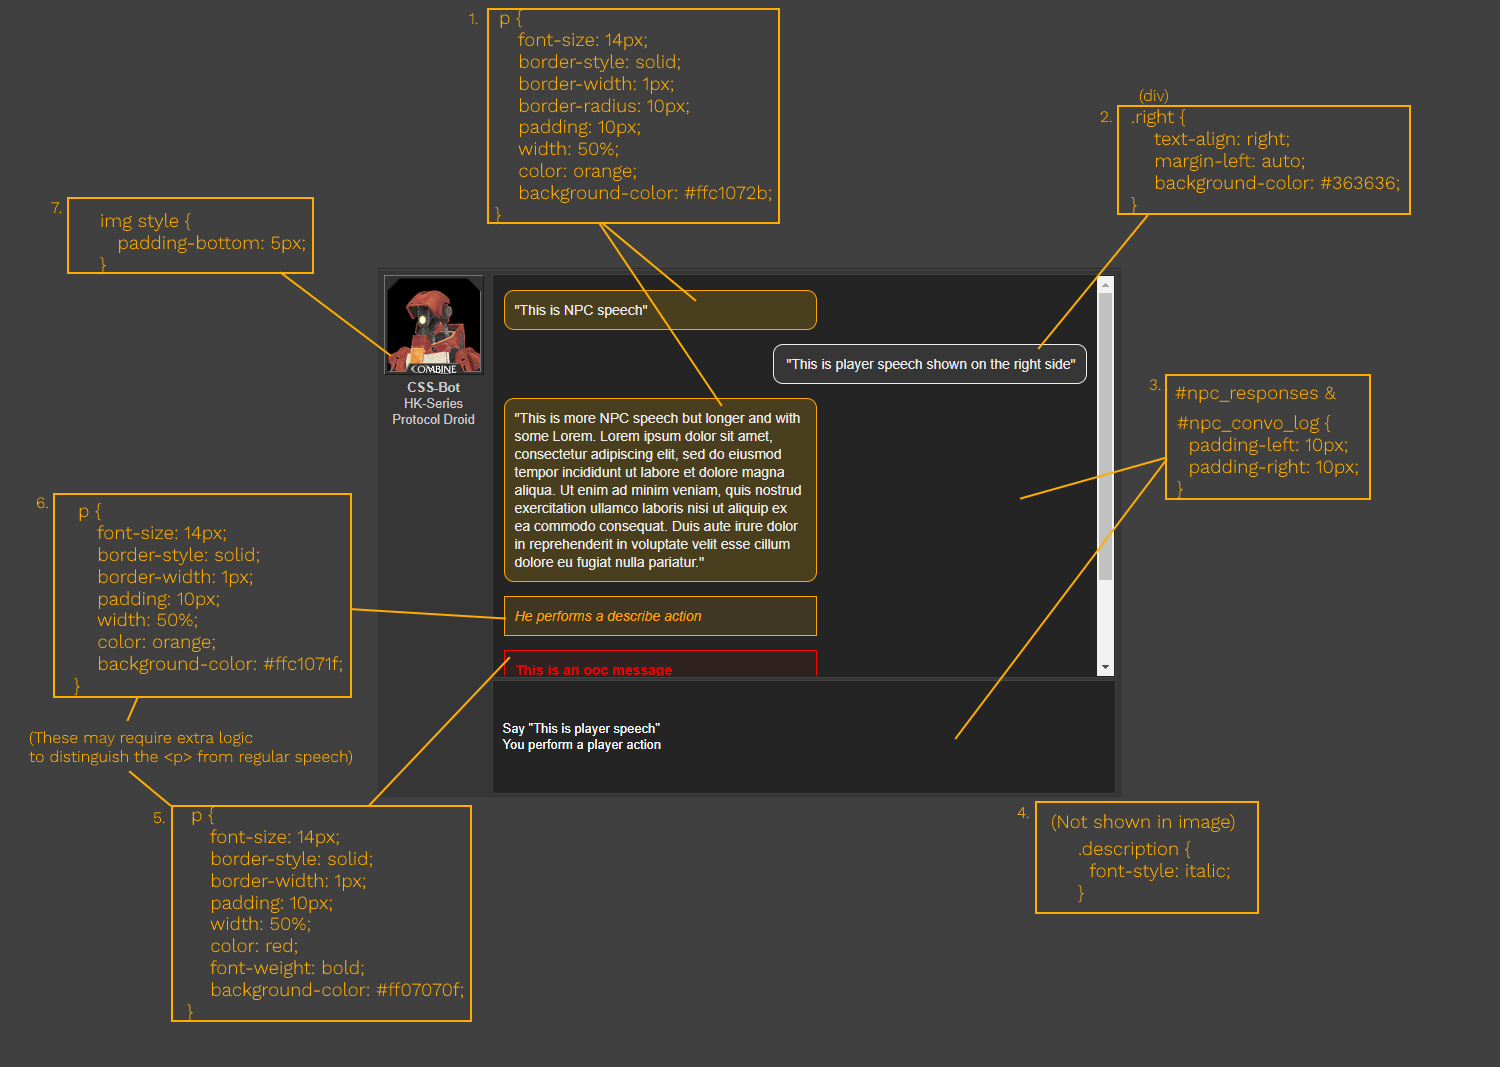 1.
p {
font-size: 14px;
border-style: solid;
border-width: 1px;
border-radius: 10px;
padding: 10px;
width: 50%;
color: orange;
background-color: #ffc1072b;
}
(div)
2.
.right {
text-align: right;
margin-left: auto;
background-color: #363636;
}
7.
img style {
padding-bottom: 5px;
}
COMBINE
CSS-Bot
HK-Series
Protocol Droid
"This is NPC speech"
"This is player speech shown on the right side"
"This is more NPC speech but longer and with
some Lorem. Lorem ipsum dolor sit amet,
consectetur adipiscing elit, sed do eiusmod
tempor incididunt ut labore et dolore magna
aliqua. Ut enim ad minim veniam, quis nostrud
exercitation ullamco laboris nisi ut aliquip ex
ea commodo consequat. Duis aute irure dolor
in reprehenderit in voluptate velit esse cillum
dolore eu fugiat nulla pariatur."
He performs a describe action
This is an ooc message
Say "This is player speech"
You perform a player action
3.
#npc_responses &
#npc_convo_log {
padding-left: 10px;
padding-right: 10px;
}
6.
p {
font-size: 14px;
border-style: solid;
border-width: 1px;
padding: 10px;
width: 50%;
color: orange;
background-color: #ffc1071f;
}
(These may require extra logic
to distinguish the <p> from regular speech)
5.
p {
font-size: 14px;
border-style: solid;
border-width: 1px;
padding: 10px;
width: 50%;
color: red;
font-weight: bold;
background-color: #ff07070f;
}
4.
(Not shown in image)
.description {
font-style: italic;
}